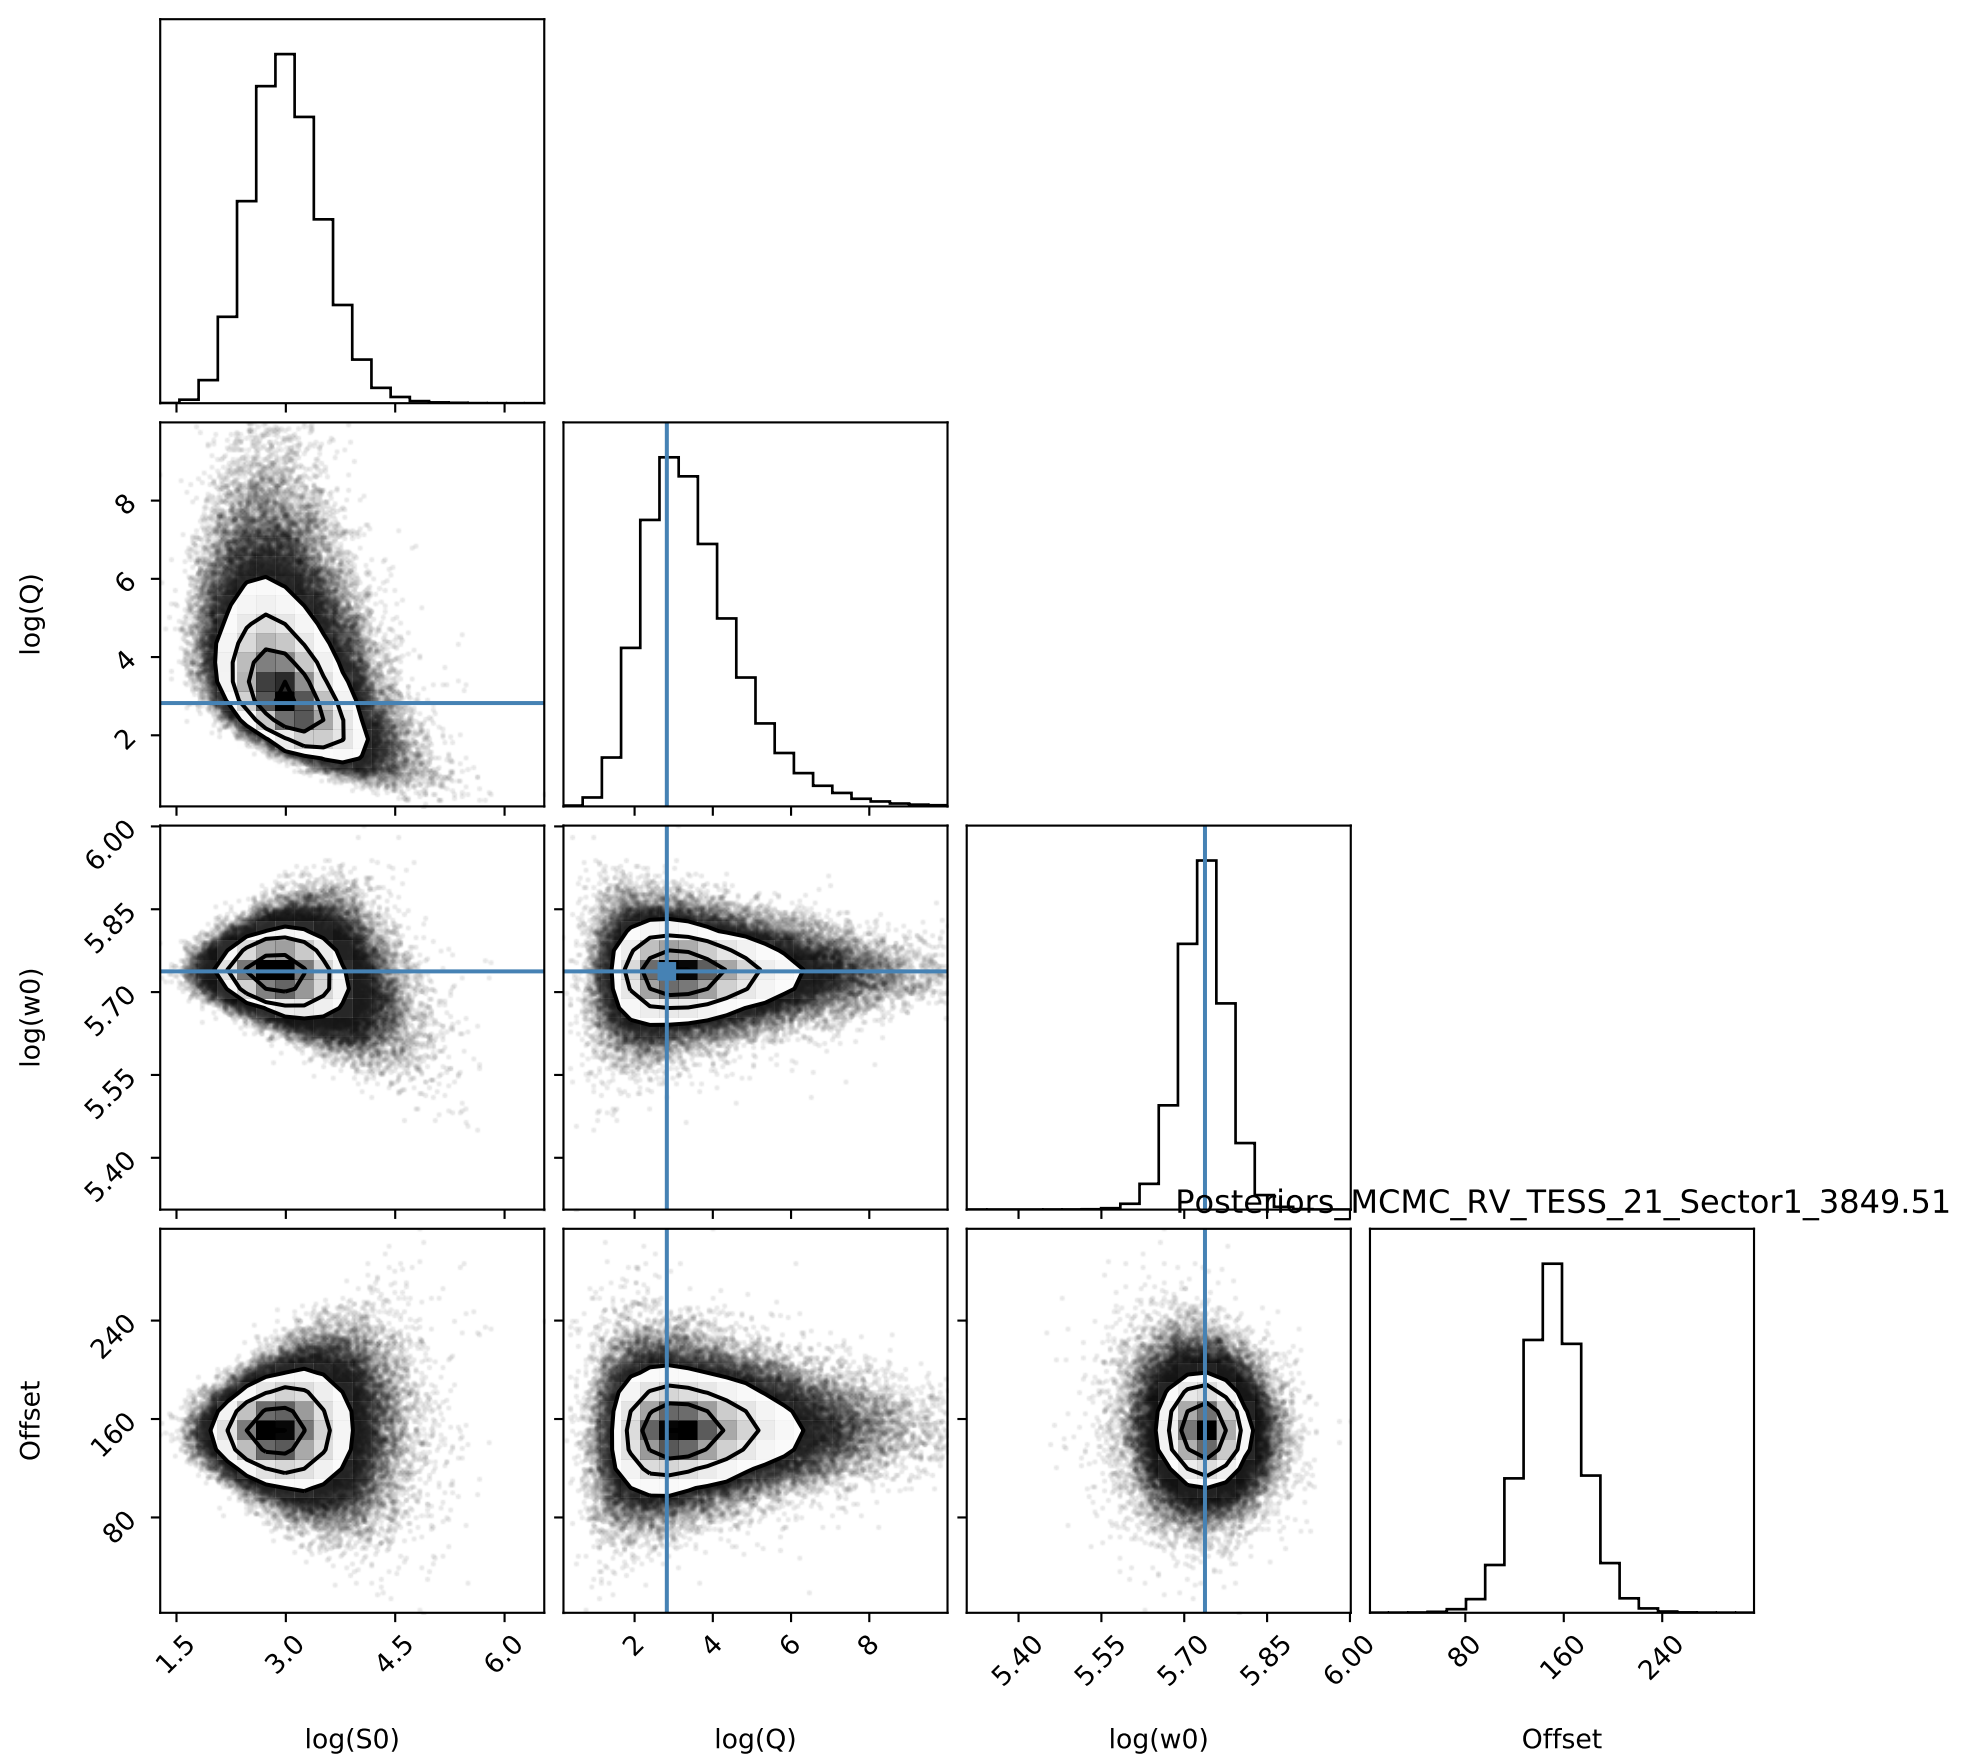 log(Q)
8
6
4
2
log(w0)
6.00
5.85
5.70
5.55
5.40
Posteriors_MCMC_RV_TESS_21_Sector1_3849.51
Offset
240
160
80
1.5 3.0 4.5 6.0 2 4 6 8 5.40 5.55 5.70 5.85 6.00 80 160 240
log(S0) log(Q) log(w0) Offset